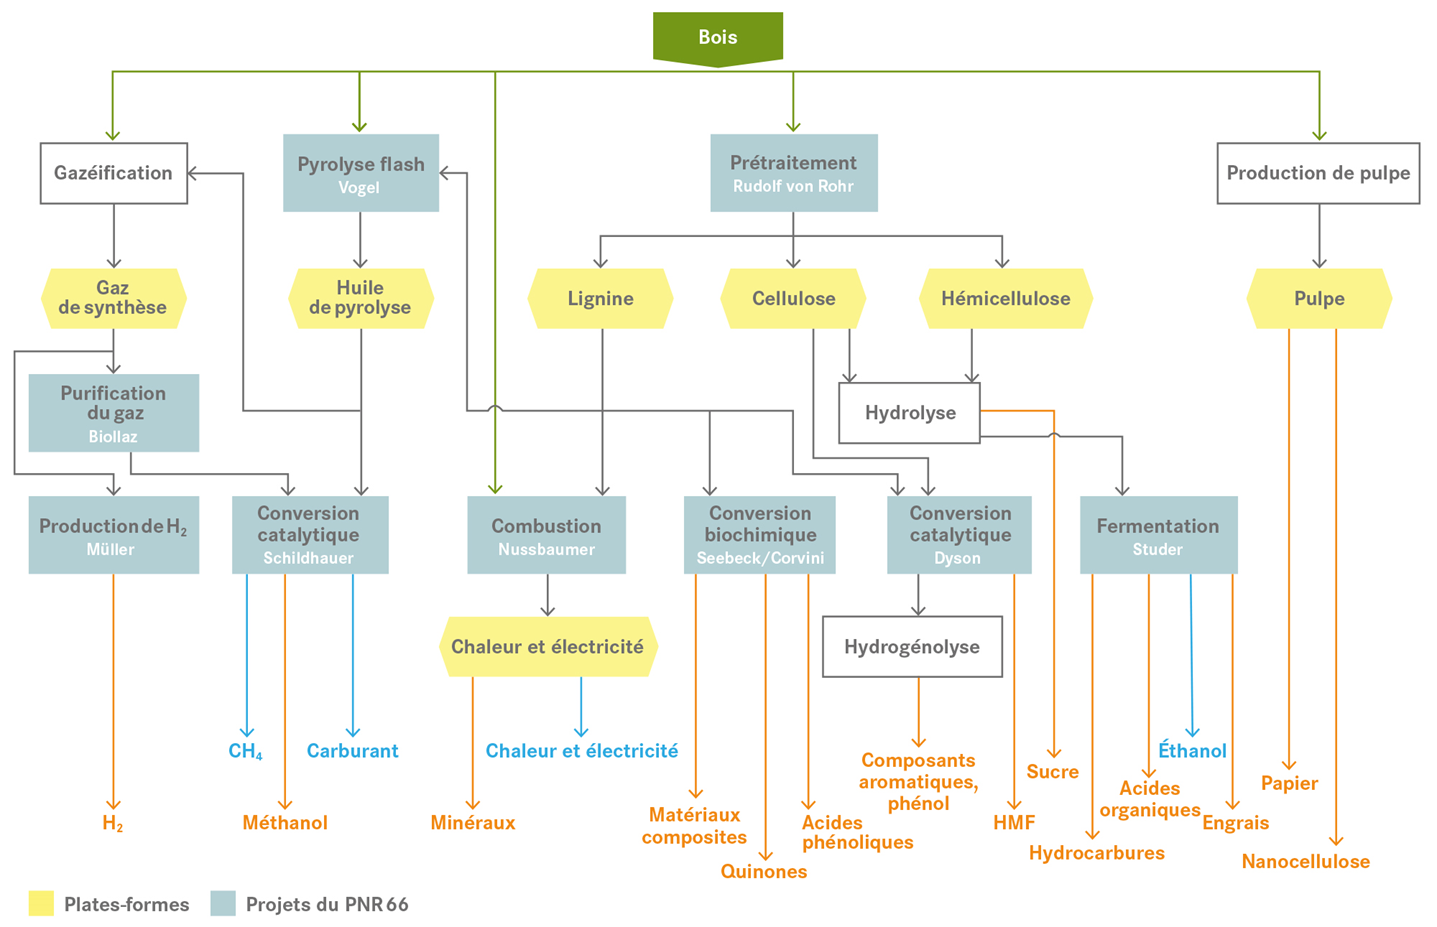 Bois
Gazéification
Pyrolyse flash
Vogel
Prétraitement
Rudolf von Rohr
Production de pulpe
Gaz
de synthèse
Huile
de pyrolyse
Lignine
Cellulose
Hémicellulose
Pulpe
Purification
du gaz
Biollaz
Hydrolyse
Production de H₂
Müller
Conversion
catalytique
Schildhauer
Combustion
Nussbaumer
Conversion
biochimique
Seebeck/Corvini
Conversion
catalytique
Dyson
Fermentation
Studer
Chaleur et électricité
Hydrogénolyse
CH₄
Carburant
Chaleur et électricité
Composants
aromatiques,
phénol
Sucre
Éthanol
Papier
H₂
Méthanol
Minéraux
Matériaux
composites
Quinones
Acides
phénoliques
HMF
Hydrocarbures
Acides
organiques
Engrais
Nanocellulose
Plates-formes
Projets du PNR 66